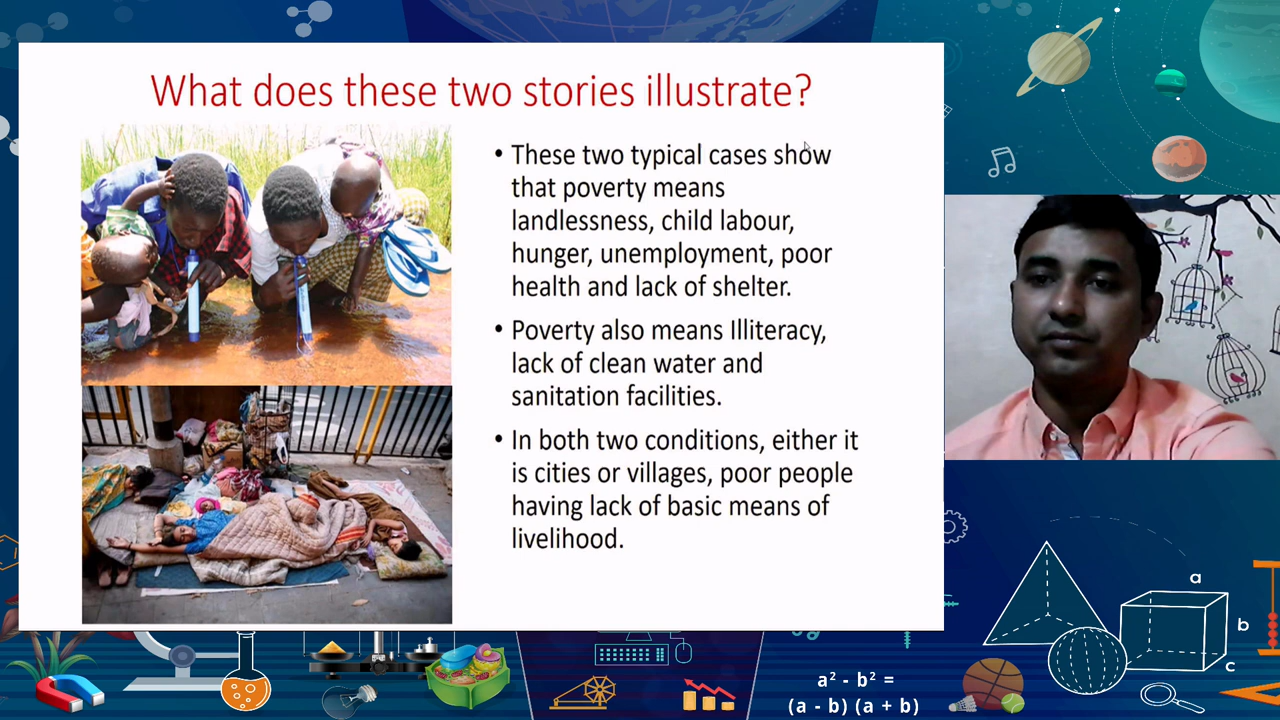 What does these two stories illustrate?
• These two typical cases show
that poverty means
landlessness, child labour,
hunger, unemployment, poor
health and lack of shelter.
• Poverty also means Illiteracy,
lack of clean water and
sanitation facilities.
• In both two conditions, either it
is cities or villages, poor people
having lack of basic means of
livelihood.
a
b
c
a² - b² =
(a - b) (a + b)